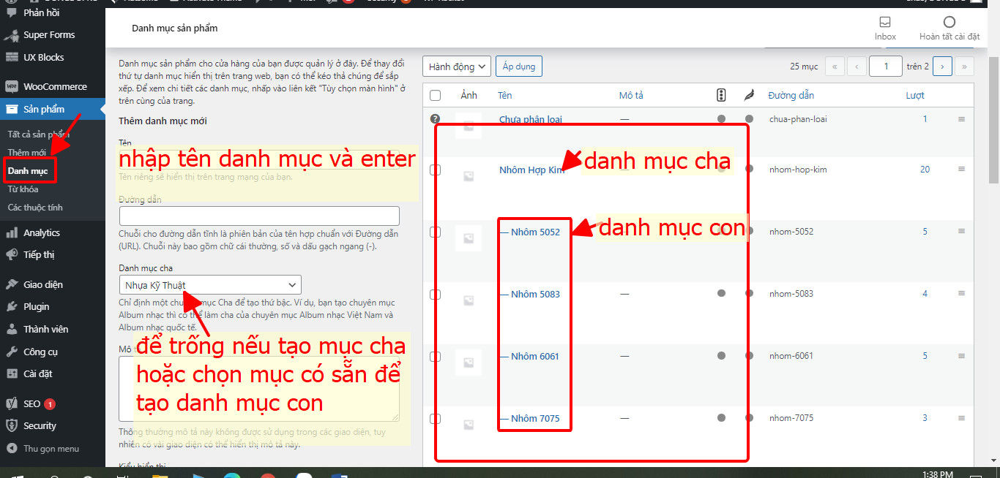 Phản hồi
Super Forms
UX Blocks
WooCommerce
Sản phẩm
Tất cả sản phẩm
Thêm mới
Danh mục
Từ khóa
Các thuộc tính
Analytics
Tiếp thị
Giao diện
Plugin
Thành viên
Công cụ
Cài đặt
SEO 1
Security
Thu gọn menu
Danh mục sản phẩm
Inbox
Hoàn tất cài đặt
Danh mục sản phẩm cho cửa hàng của bạn được quản lý ở đây. Để thay đổi
thứ tự danh mục hiển thị trên trang web, bạn có thể kéo thả chúng để sắp
xếp. Để xem chi tiết các danh mục, nhấp vào liên kết "Tùy chọn màn hình" ở
trên cùng của trang.
Thêm danh mục mới
Tên
nhập tên danh mục và enter
Tên riêng sẽ hiển thị trên trang mạng của bạn.
Đường dẫn
Chuỗi cho đường dẫn tĩnh là phiên bản của tên hợp chuẩn với Đường dẫn
(URL). Chuỗi này bao gồm chữ cái thường, số và dấu gạch ngang (-).
Danh mục cha
Nhựa Kỹ Thuật
Chỉ định một chuyên mục Cha để tạo thứ bậc. Ví dụ, bạn tạo chuyên mục
Album nhạc thì có thể làm cha của chuyên mục Album nhạc Việt Nam và
Album nhạc quốc tế.
để trống nếu tạo mục cha
hoặc chọn mục có sẵn để
tạo danh mục con
Thông thường mô tả này không được sử dụng trong các giao diện, tuy
nhiên có vài giao diện có thể hiển thị mô tả này.
Kiểu hiển thị
Hành động
Áp dụng
25 mục « ‹ 1 trên 2 › »
Ảnh Tên Mô tả Đường dẫn Lượt
Chưa phân loại — chua-phan-loai 1
Nhôm Hợp Kim danh mục cha nhom-hop-kim 20
— Nhôm 5052 danh mục con nhom-5052 5
— Nhôm 5083 — nhom-5083 4
— Nhôm 6061 — nhom-6061 5
— Nhôm 7075 — nhom-7075 3
1:38 PM